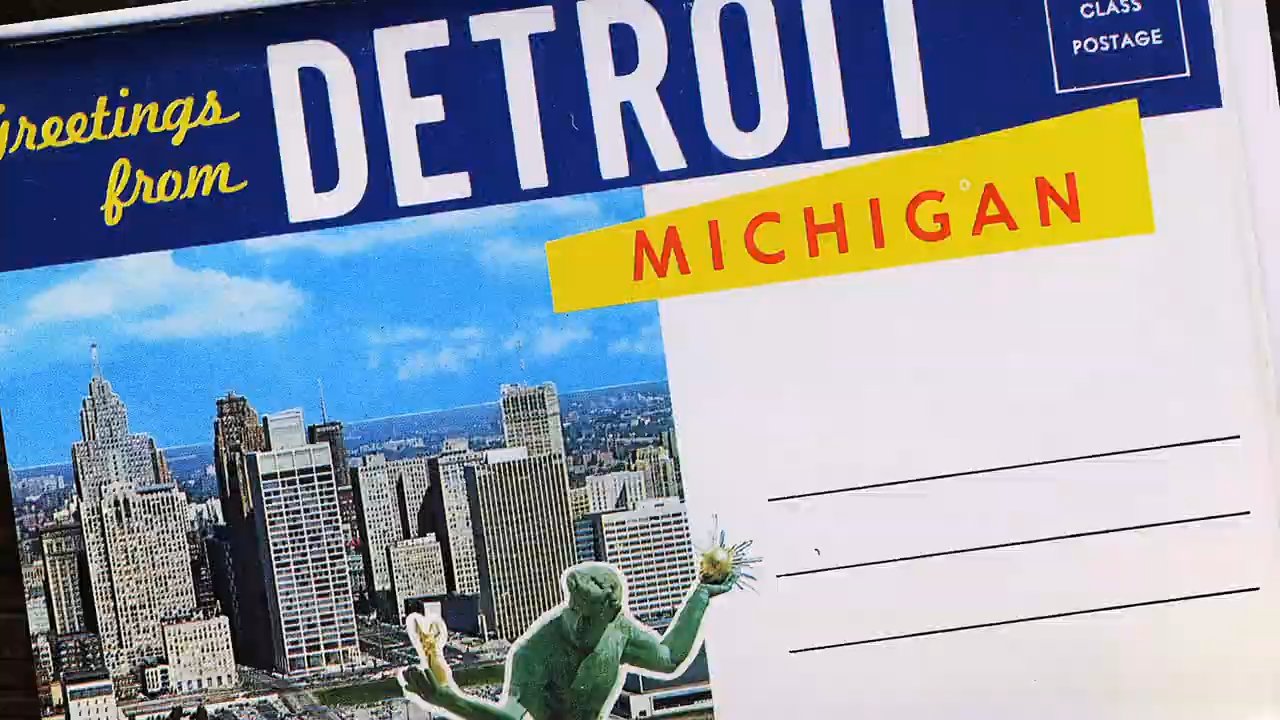 Greetings
from
DETROIT
MICHIGAN
CLASS
POSTAGE